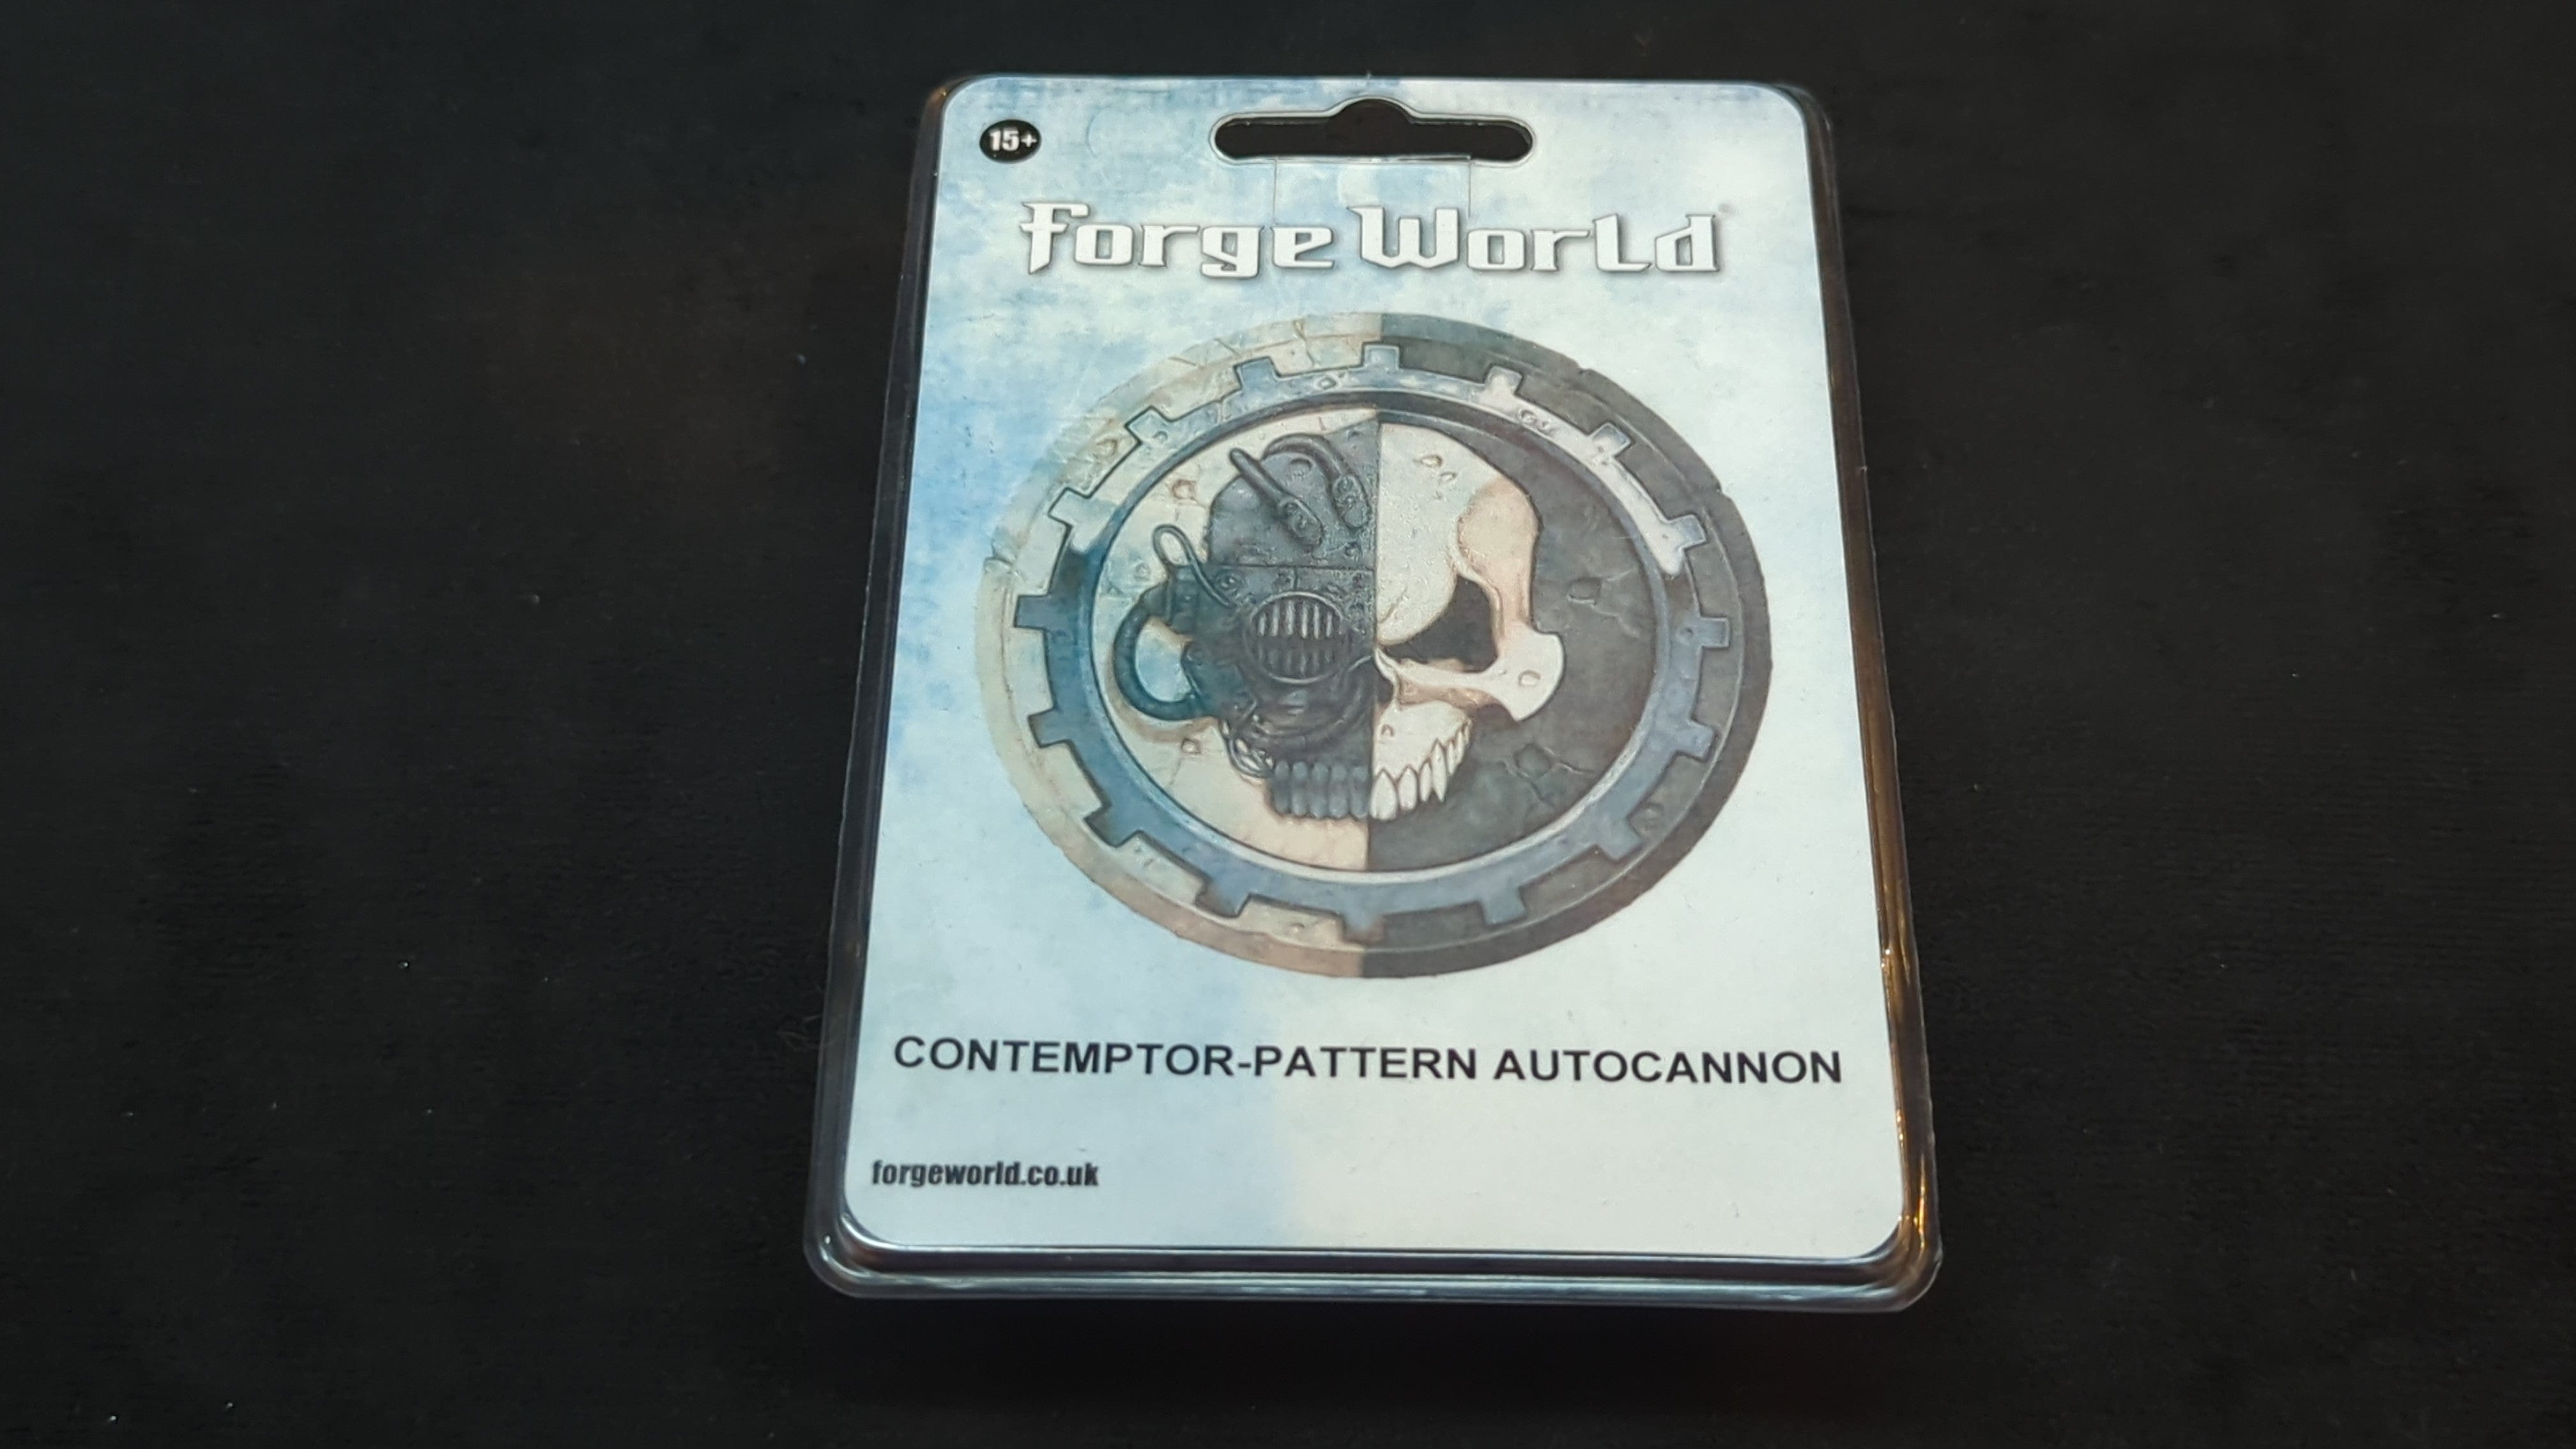 15+
Forge World
CONTEMPTOR-PATTERN AUTOCANNON
forgeworld.co.uk